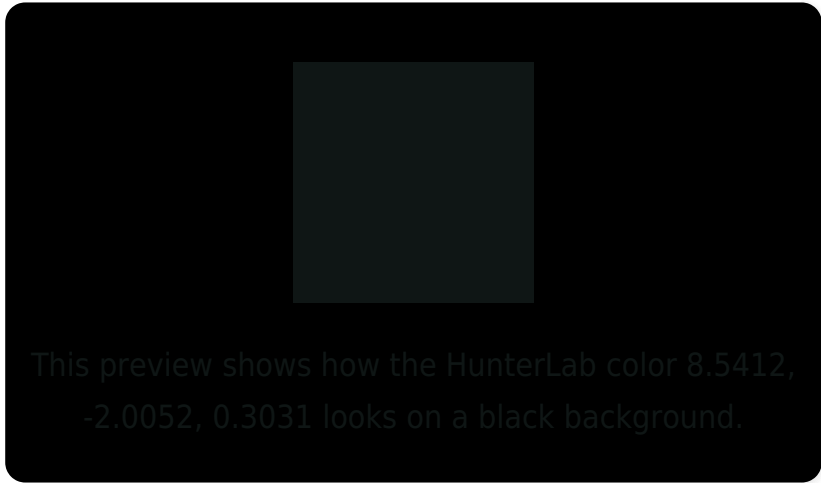 This preview shows how the HunterLab color 8.5412,
-2.0052, 0.3031 looks on a black background.